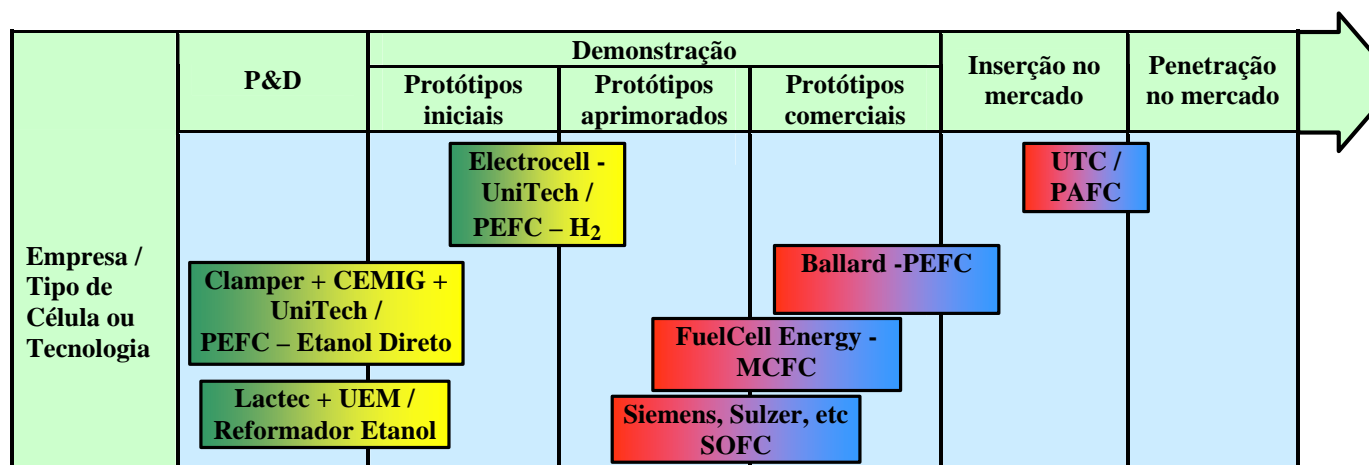 P&D
Demonstração
Protótipos
iniciais
Protótipos
aprimorados
Protótipos
comerciais
Inserção no
mercado
Penetração
no mercado
Empresa /
Tipo de
Célula ou
Tecnologia
Electrocell -
UniTech /
PEFC – H₂
UTC /
PAFC
Clamper + CEMIG +
UniTech /
PEFC – Etanol Direto
Ballard -PEFC
FuelCell Energy -
MCFC
Lactec + UEM /
Reformador Etanol
Siemens, Sulzer, etc
SOFC